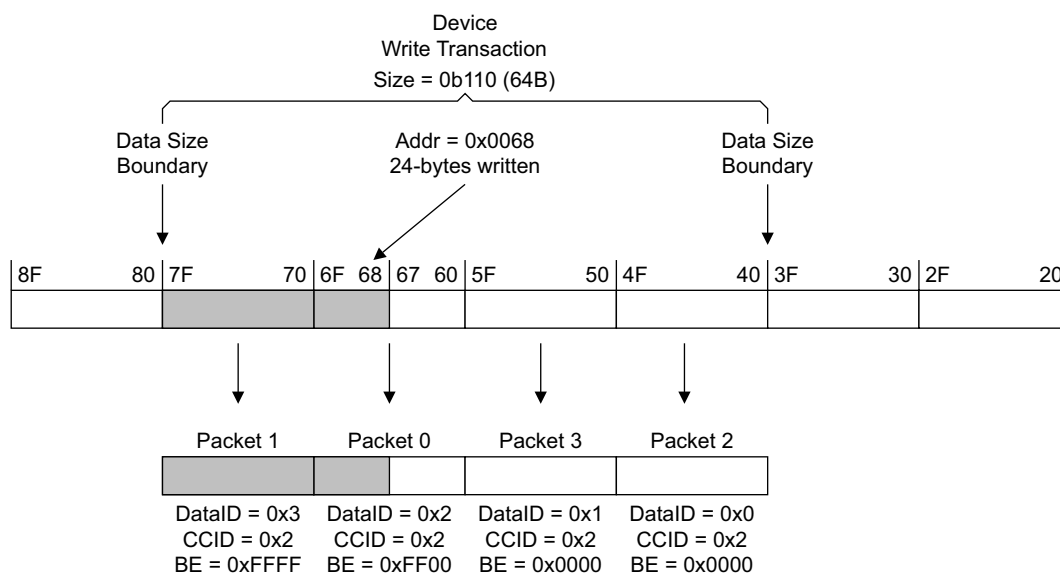 Device
Write Transaction
Size = 0b110 (64B)
Data Size
Boundary
Addr = 0x0068
24-bytes written
Data Size
Boundary
8F 80 7F 70 6F 68 67 60 5F 50 4F 40 3F 30 2F 20
Packet 1 Packet 0 Packet 3 Packet 2
DataID = 0x3 DataID = 0x2 DataID = 0x1 DataID = 0x0
CCID = 0x2 CCID = 0x2 CCID = 0x2 CCID = 0x2
BE = 0xFFFF BE = 0xFF00 BE = 0x0000 BE = 0x0000